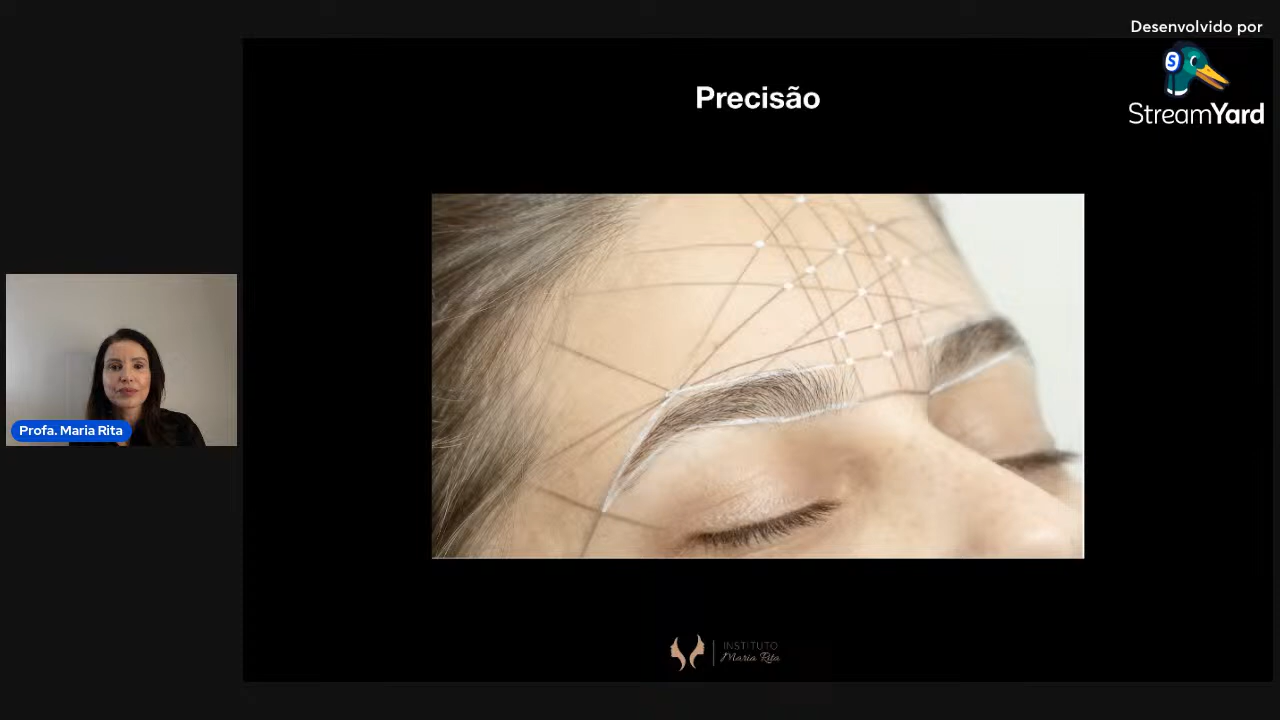 Desenvolvido por
StreamYard
Precisão
Profa. Maria Rita
INSTITUTO
Maria Rita